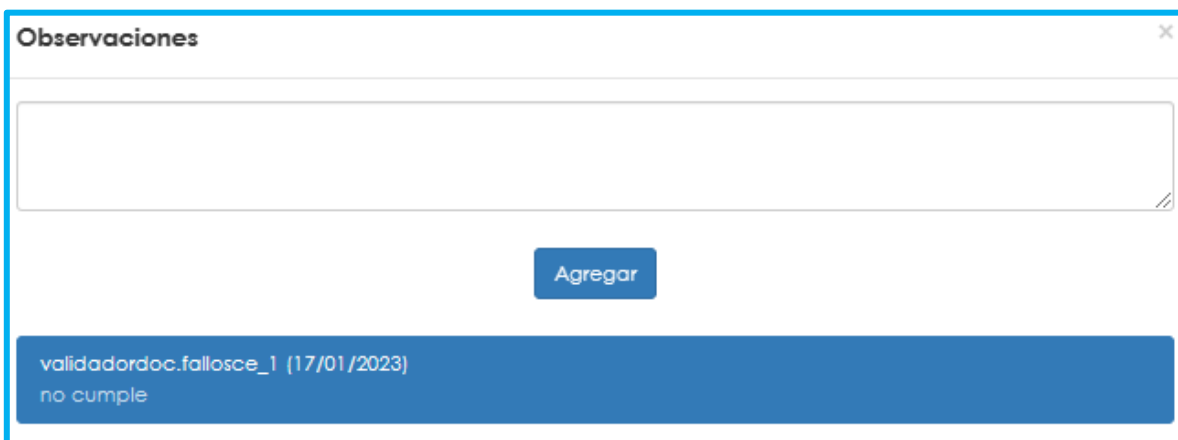 Observaciones
×
Agregar
validadordoc.fallosce_1 (17/01/2023)
no cumple